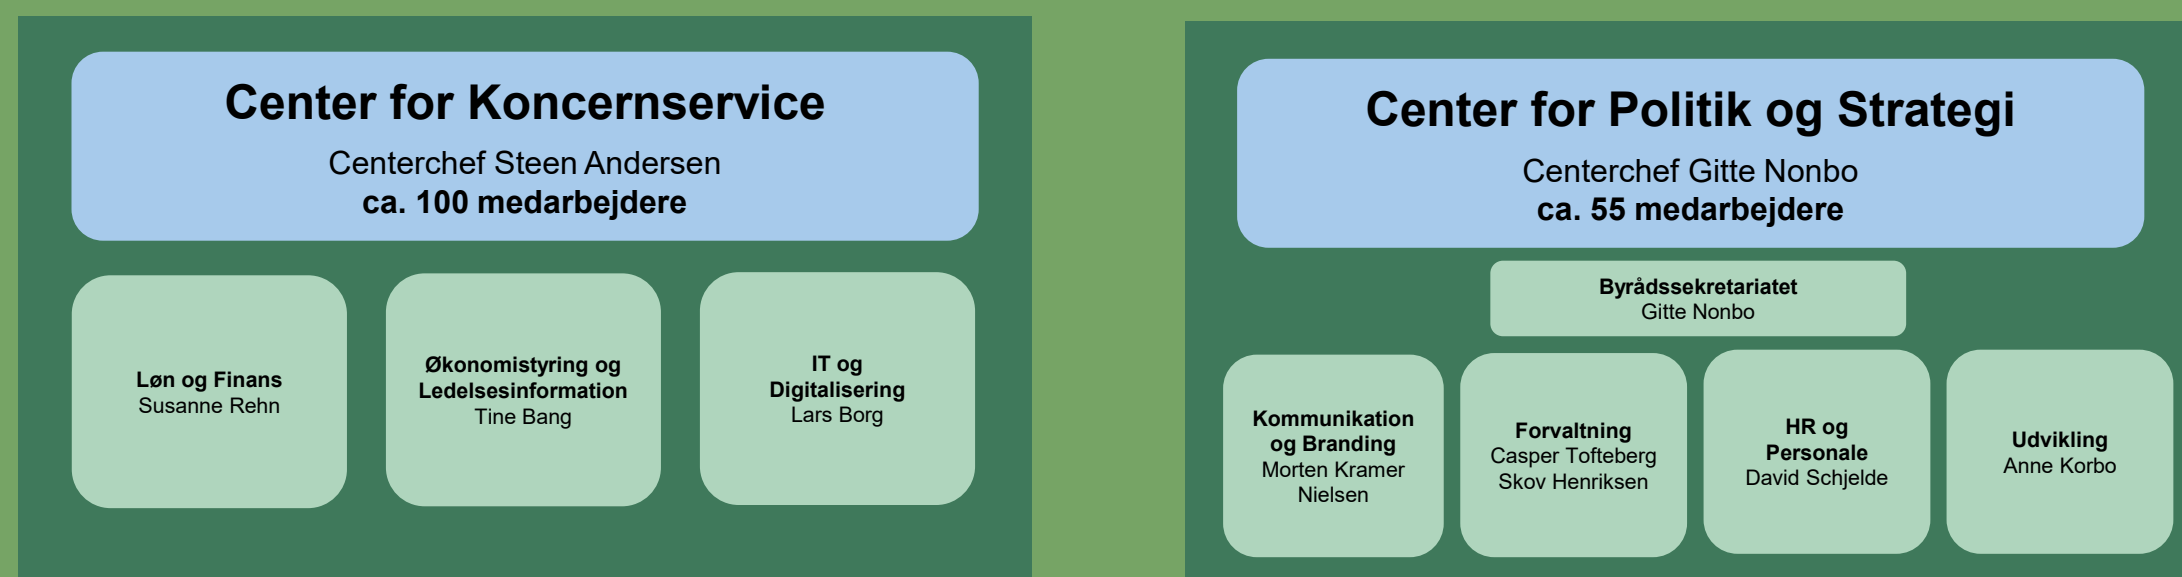 Center for Koncernservice
Centerchef Steen Andersen
ca. 100 medarbejdere
Løn og Finans
Susanne Rehn
Økonomistyring og
Ledelsesinformation
Tine Bang
IT og
Digitalisering
Lars Borg
Center for Politik og Strategi
Centerchef Gitte Nonbo
ca. 55 medarbejdere
Byrådssekretariatet
Gitte Nonbo
Kommunikation
og Branding
Morten Kramer
Nielsen
Forvaltning
Casper Tofteberg
Skov Henriksen
HR og
Personale
David Schjelde
Udvikling
Anne Korbo